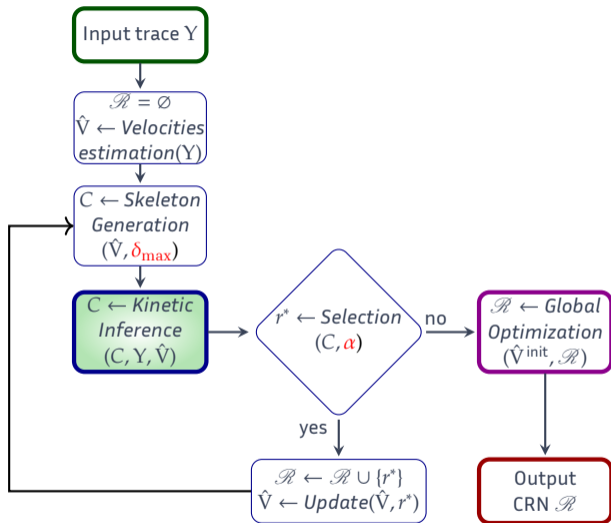 Input trace Y
ℛ = ∅
V̂ ← Velocities
estimation(Y)
C ← Skeleton
Generation
(V̂, δmax)
C ← Kinetic
Inference
(C, Y, V̂)
r* ← Selection
(C, α)
no
ℛ ← Global
Optimization
(V̂init, ℛ)
yes
ℛ ← ℛ ∪ {r*}
V̂ ← Update(V̂, r*)
Output
CRN ℛ